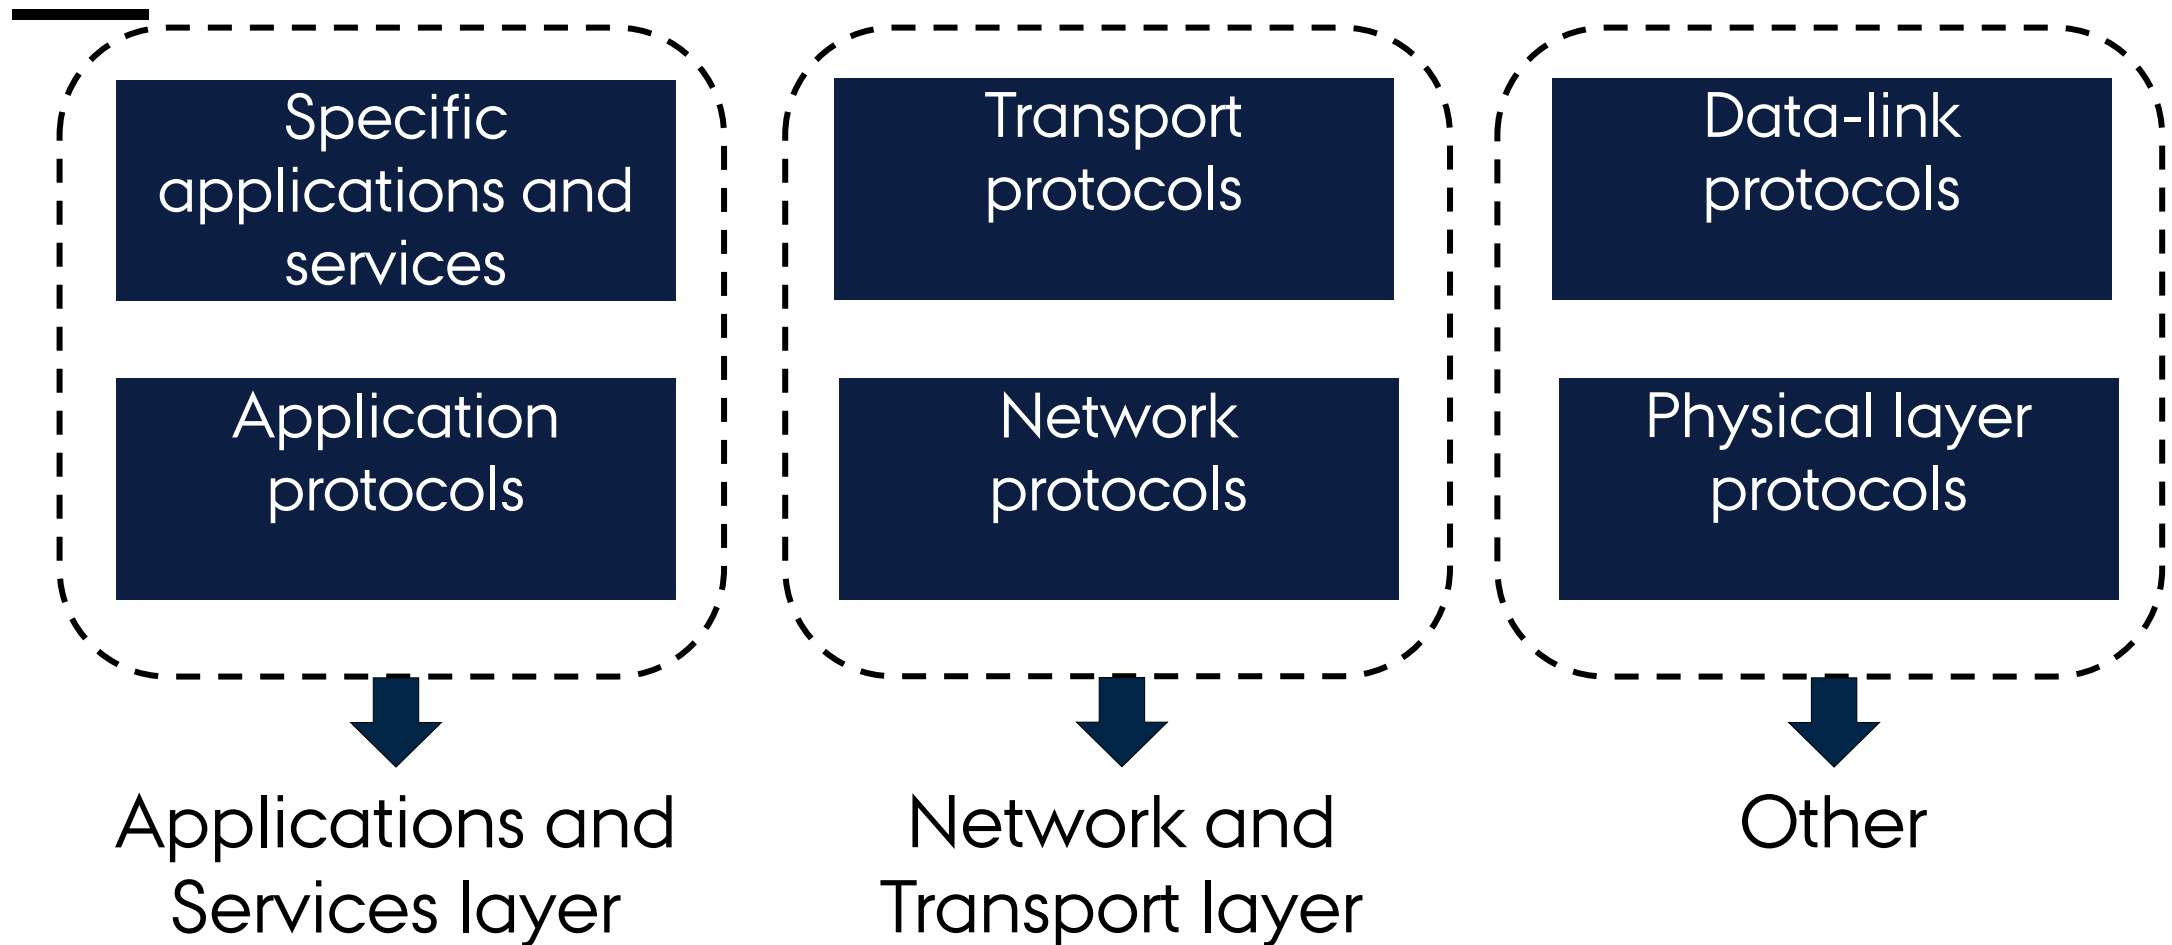 Specific
applications and
services
Application
protocols
Transport
protocols
Network
protocols
Data-link
protocols
Physical layer
protocols
Applications and
Services layer
Network and
Transport layer
Other